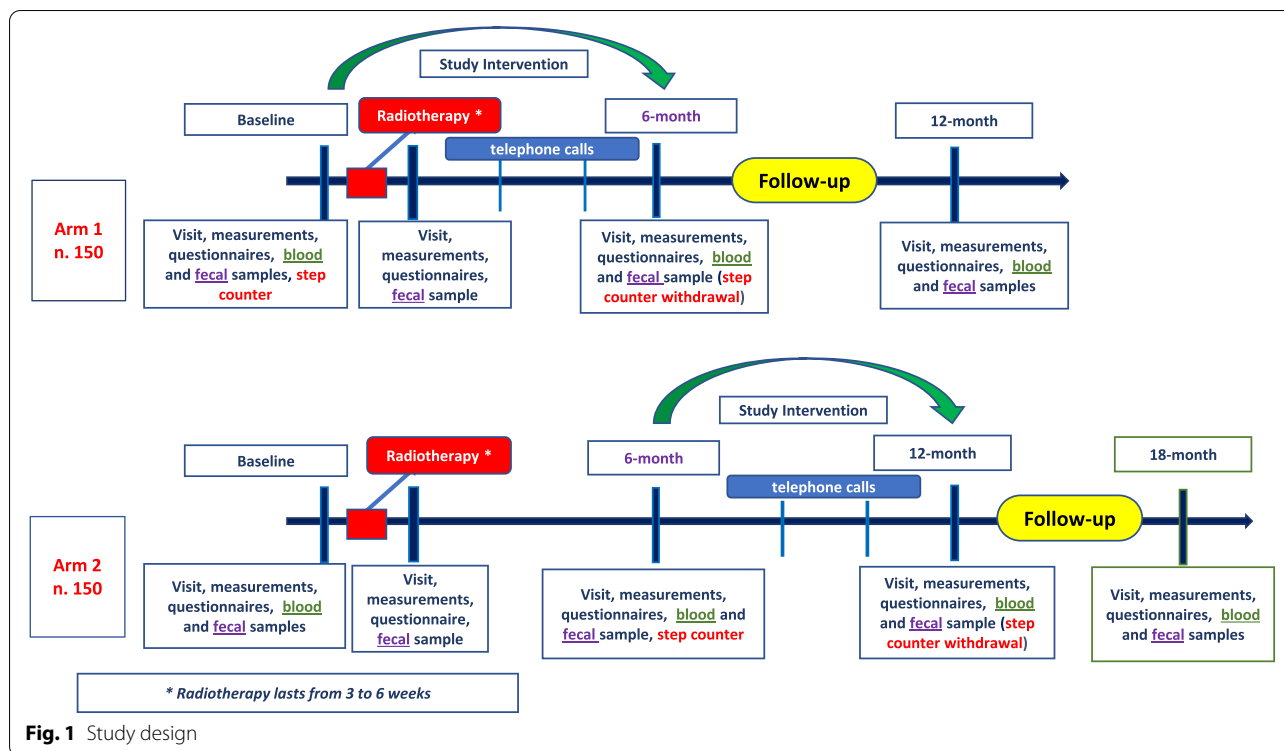 Study Intervention
Baseline
Radiotherapy *
6-month
12-month
telephone calls
Follow-up
Arm 1
n. 150
Visit, measurements,
questionnaires, blood
and fecal samples, step
counter
Visit,
measurements,
questionnaires,
fecal sample
Visit, measurements,
questionnaires, blood
and fecal sample (step
counter withdrawal)
Visit, measurements,
questionnaires, blood
and fecal samples
Study Intervention
Baseline
Radiotherapy *
6-month
12-month
18-month
telephone calls
Follow-up
Arm 2
n. 150
Visit, measurements,
questionnaires, blood
and fecal samples
Visit,
measurements,
questionnaire,
fecal sample
Visit, measurements,
questionnaires, blood and
fecal sample, step counter
Visit, measurements,
questionnaires, blood
and fecal sample (step
counter withdrawal)
Visit, measurements,
questionnaires, blood
and fecal samples
* Radiotherapy lasts from 3 to 6 weeks
Fig. 1 Study design